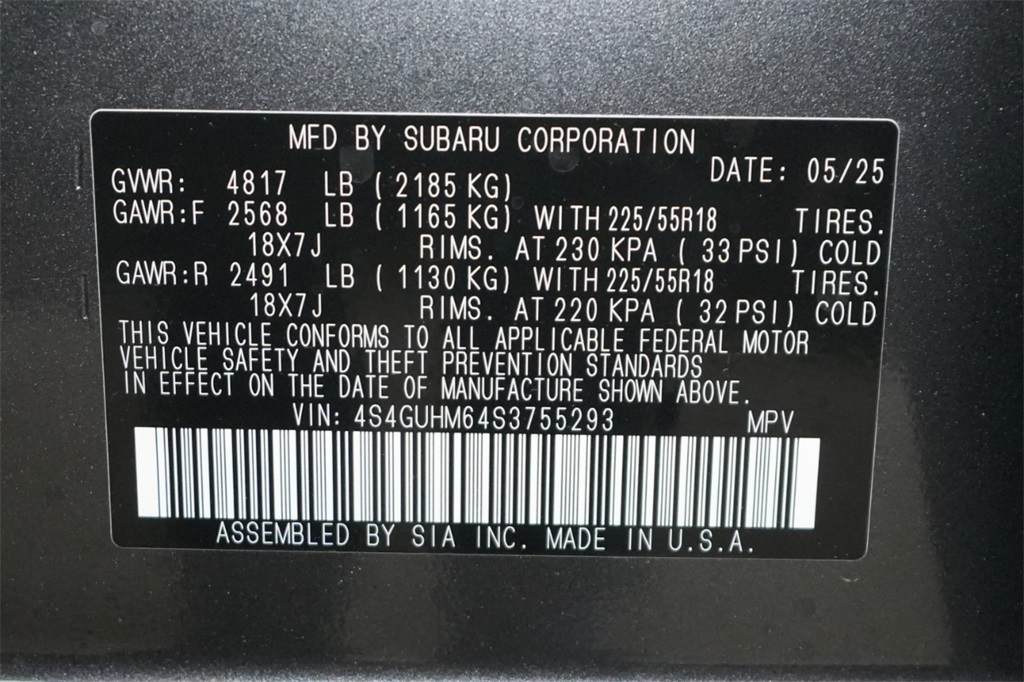 MFD BY SUBARU CORPORATION
DATE: 05/25
GVWR: 4817 LB ( 2185 KG)
GAWR:F 2568 LB ( 1165 KG) WITH 225/55R18 TIRES.
18X7J RIMS. AT 230 KPA ( 33 PSI) COLD
GAWR:R 2491 LB ( 1130 KG) WITH 225/55R18 TIRES.
18X7J RIMS. AT 220 KPA ( 32 PSI) COLD
THIS VEHICLE CONFORMS TO ALL APPLICABLE FEDERAL MOTOR
VEHICLE SAFETY AND THEFT PREVENTION STANDARDS
IN EFFECT ON THE DATE OF MANUFACTURE SHOWN ABOVE.
VIN: 4S4GUHM64S3755293 MPV
ASSEMBLED BY SIA INC. MADE IN U.S.A.